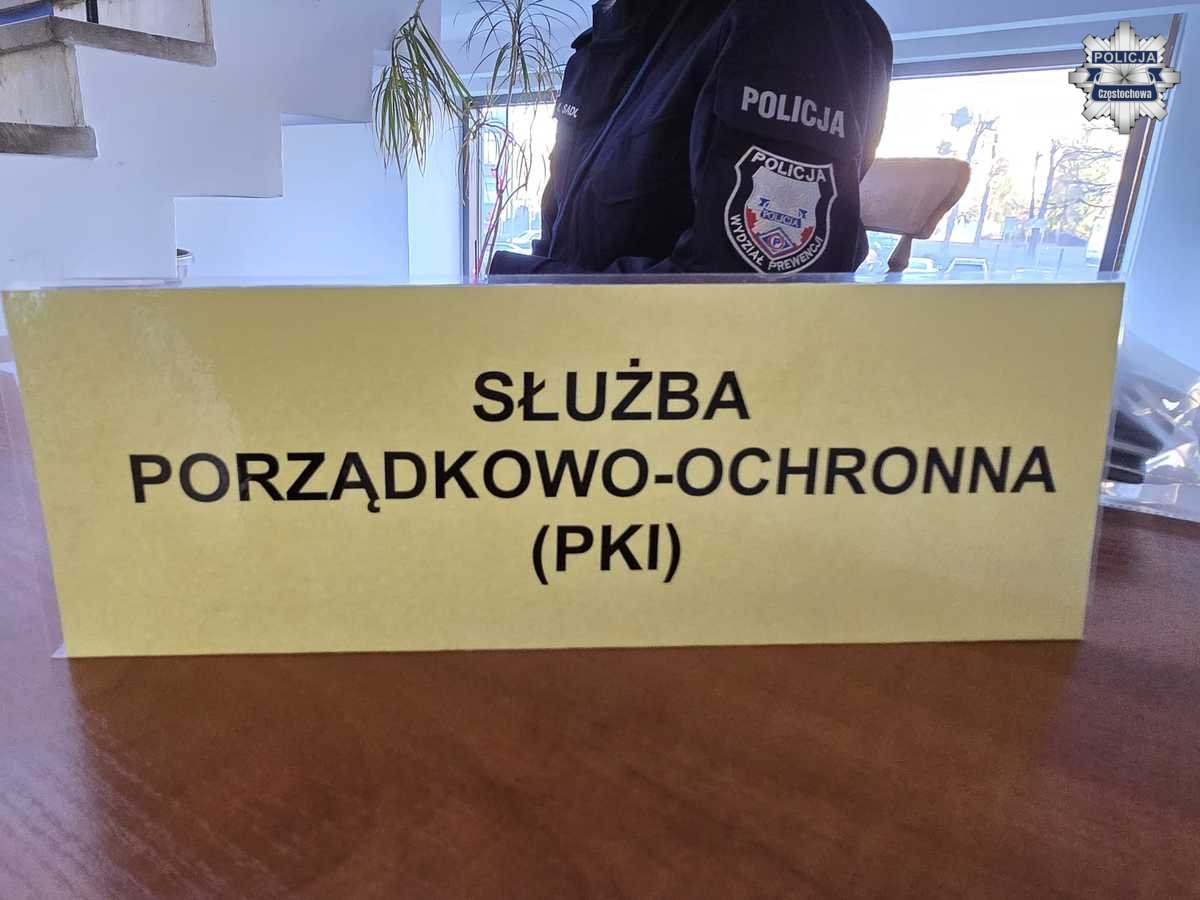 POLICJA
Częstochowa
POLICJA
POLICJA
POLICJA
WYDZIAŁ PREWENCJI
SŁUŻBA
PORZĄDKOWO-OCHRONNA
(PKI)